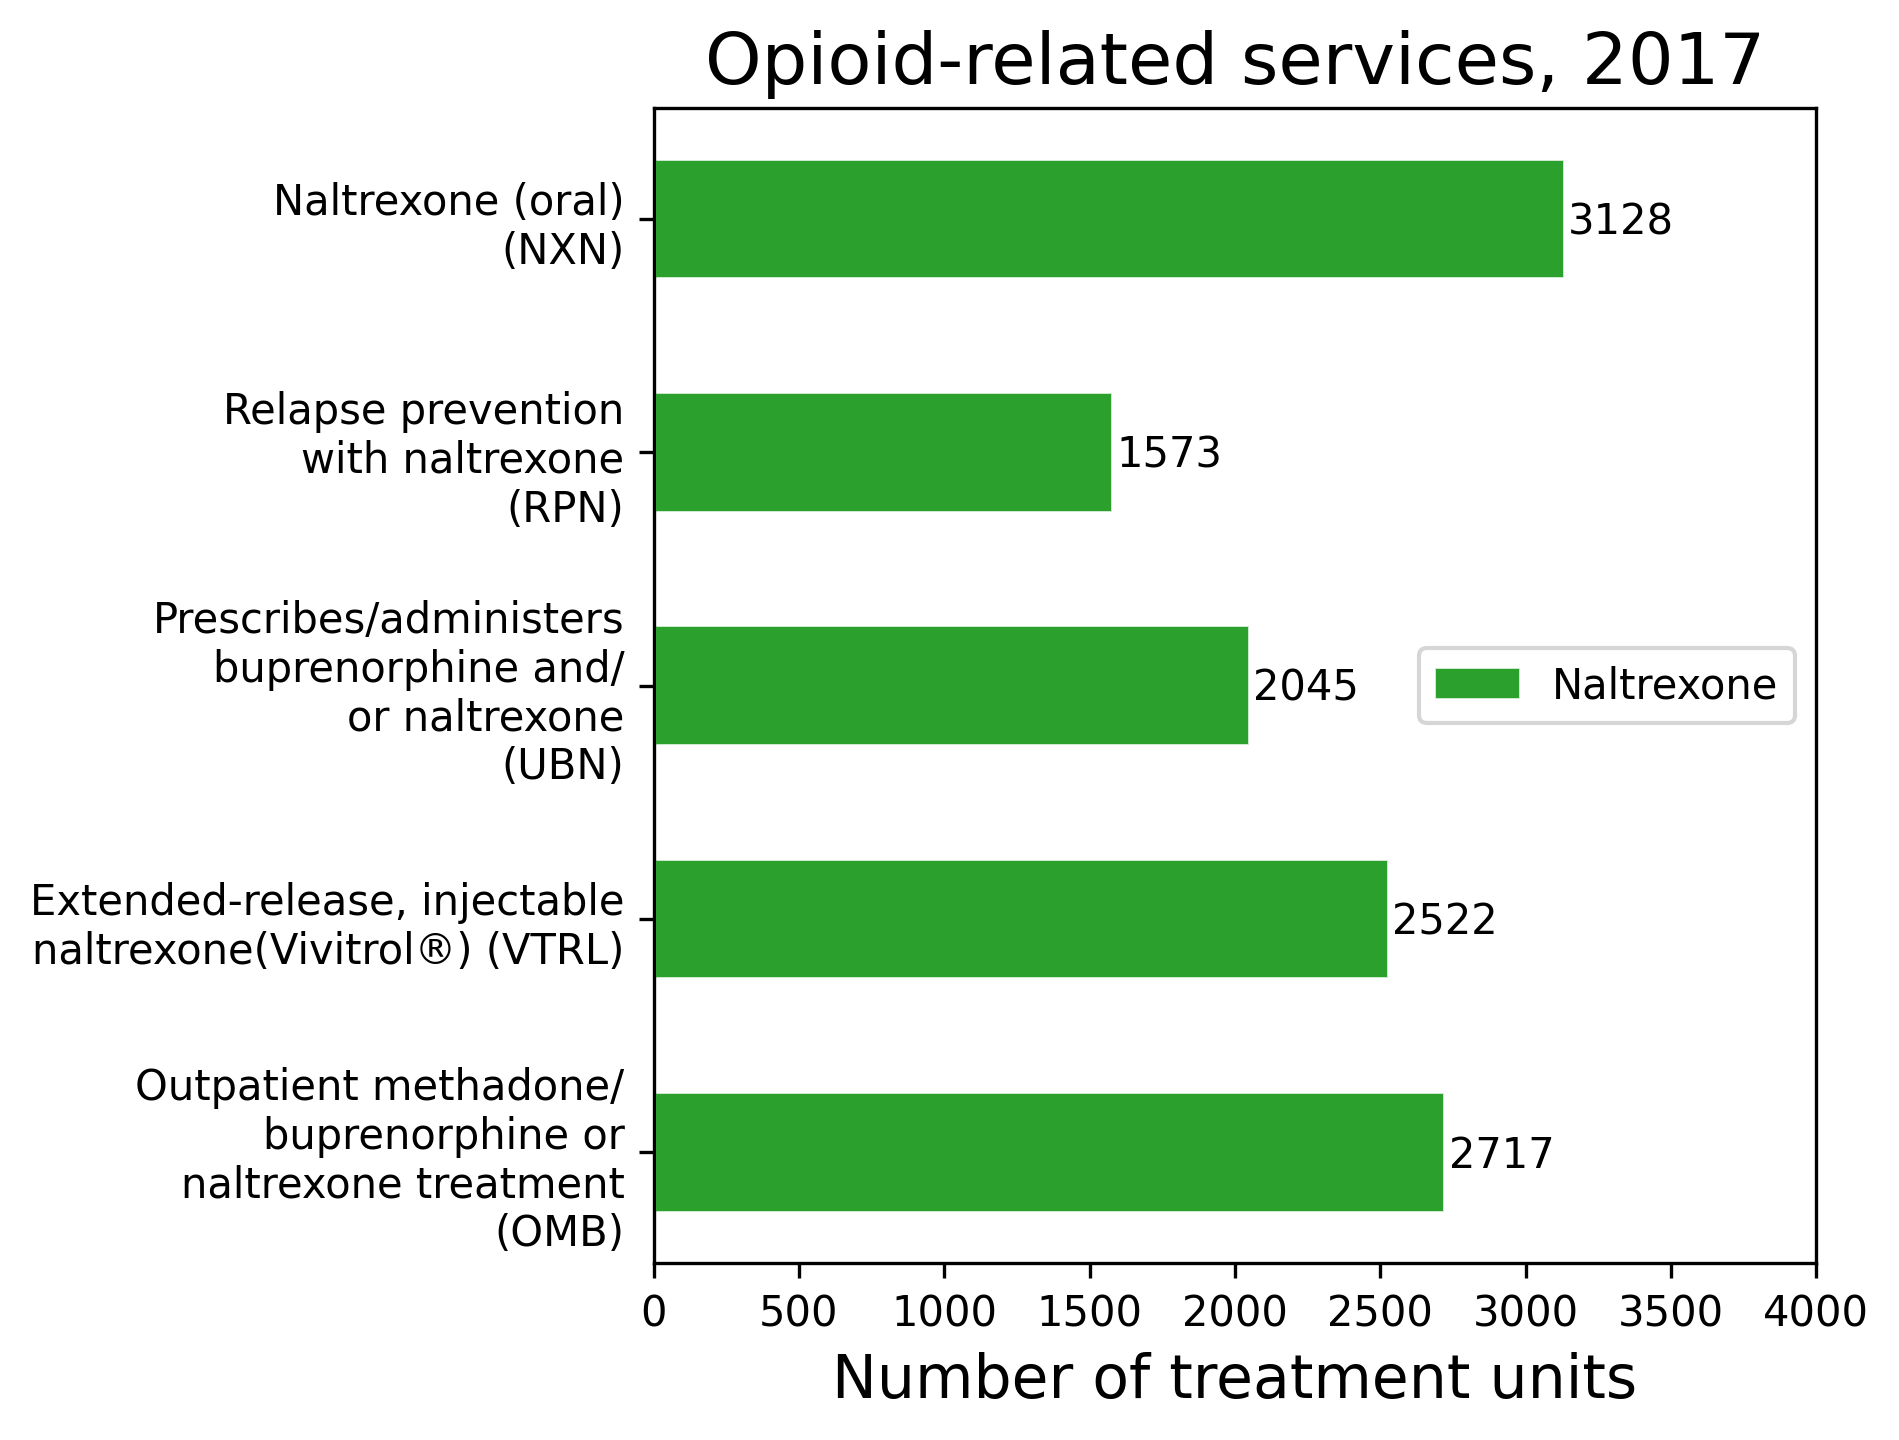 Opioid-related services, 2017
Naltrexone (oral)
(NXN)
3128
Relapse prevention
with naltrexone
(RPN)
1573
Prescribes/administers
buprenorphine and/
or naltrexone
(UBN)
2045
Naltrexone
Extended-release, injectable
naltrexone(Vivitrol®) (VTRL)
2522
Outpatient methadone/
buprenorphine or
naltrexone treatment
(OMB)
2717
0 500 1000 1500 2000 2500 3000 3500 4000
Number of treatment units